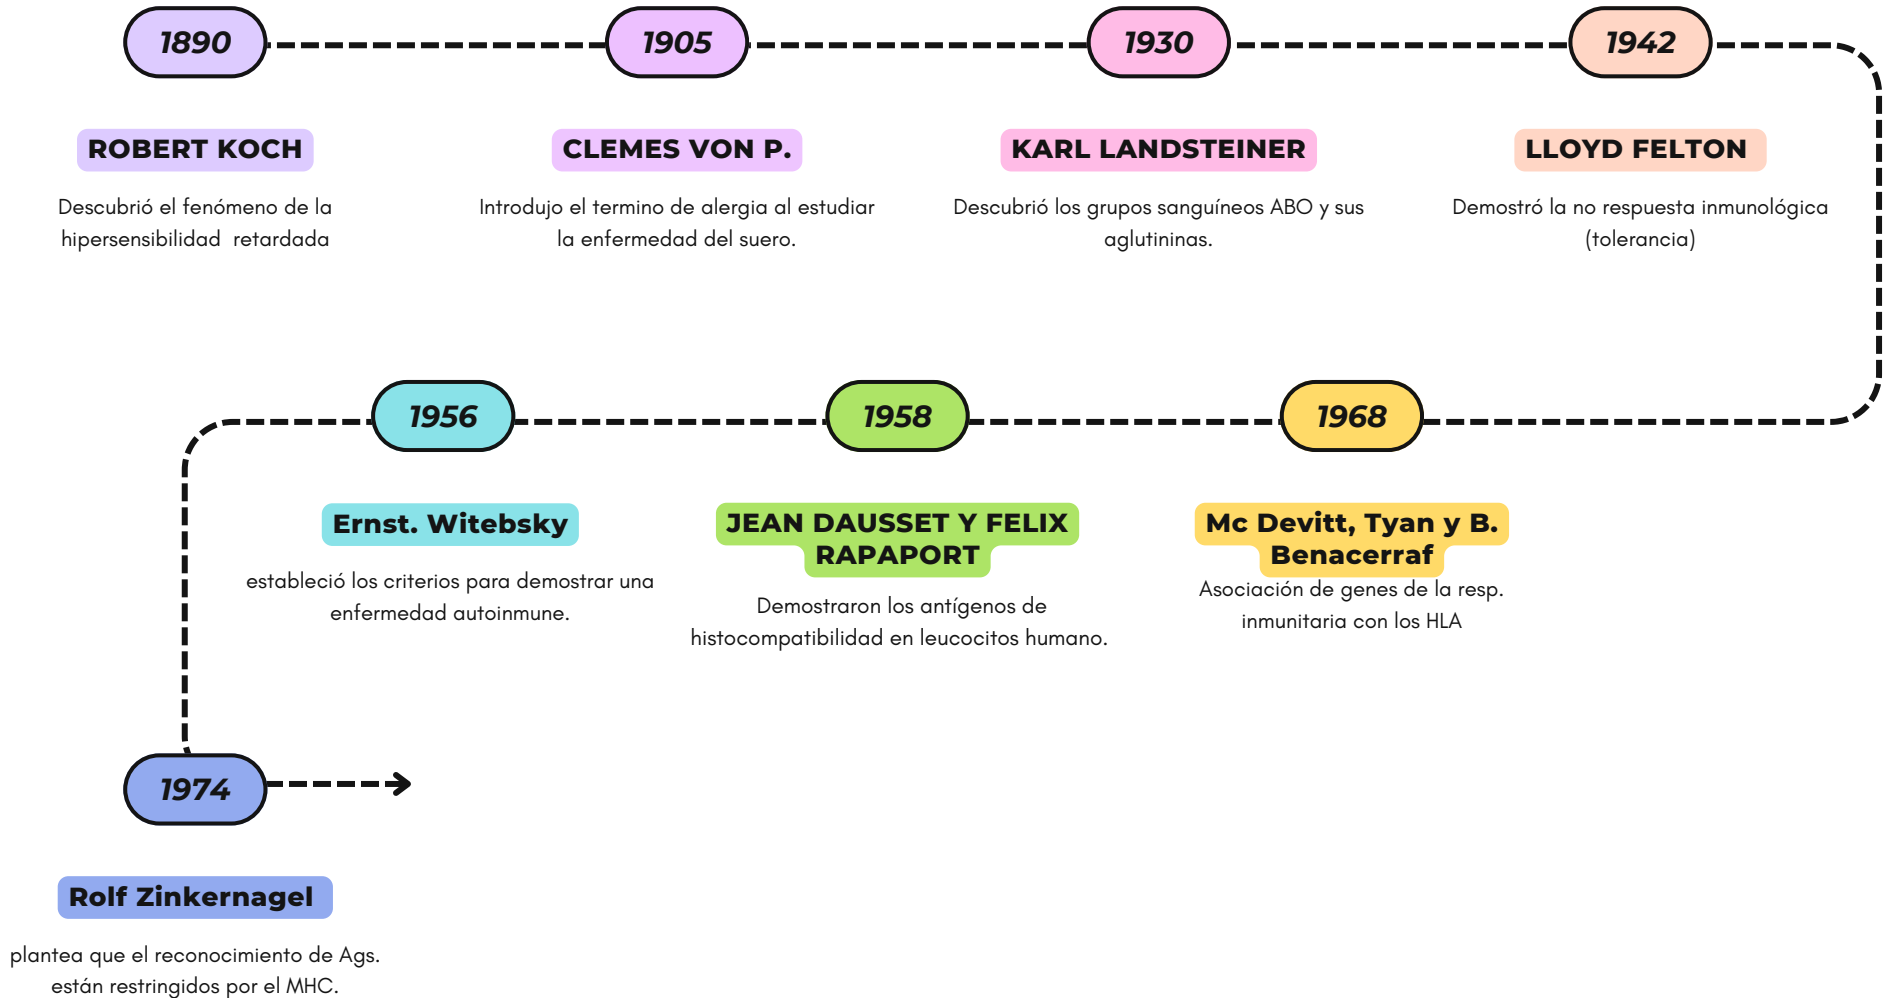 1890
ROBERT KOCH
Descubrió el fenómeno de la
hipersensibilidad retardada
1905
CLEMES VON P.
Introdujo el termino de alergia al estudiar
la enfermedad del suero.
1930
KARL LANDSTEINER
Descubrió los grupos sanguíneos ABO y sus
aglutininas.
1942
LLOYD FELTON
Demostró la no respuesta inmunológica
(tolerancia)
1956
Ernst. Witebsky
estableció los criterios para demostrar una
enfermedad autoinmune.
1958
JEAN DAUSSET Y FELIX
RAPAPORT
Demostraron los antígenos de
histocompatibilidad en leucocitos humano.
1968
Mc Devitt, Tyan y B.
Benacerraf
Asociación de genes de la resp.
inmunitaria con los HLA
1974
Rolf Zinkernagel
plantea que el reconocimiento de Ags.
están restringidos por el MHC.